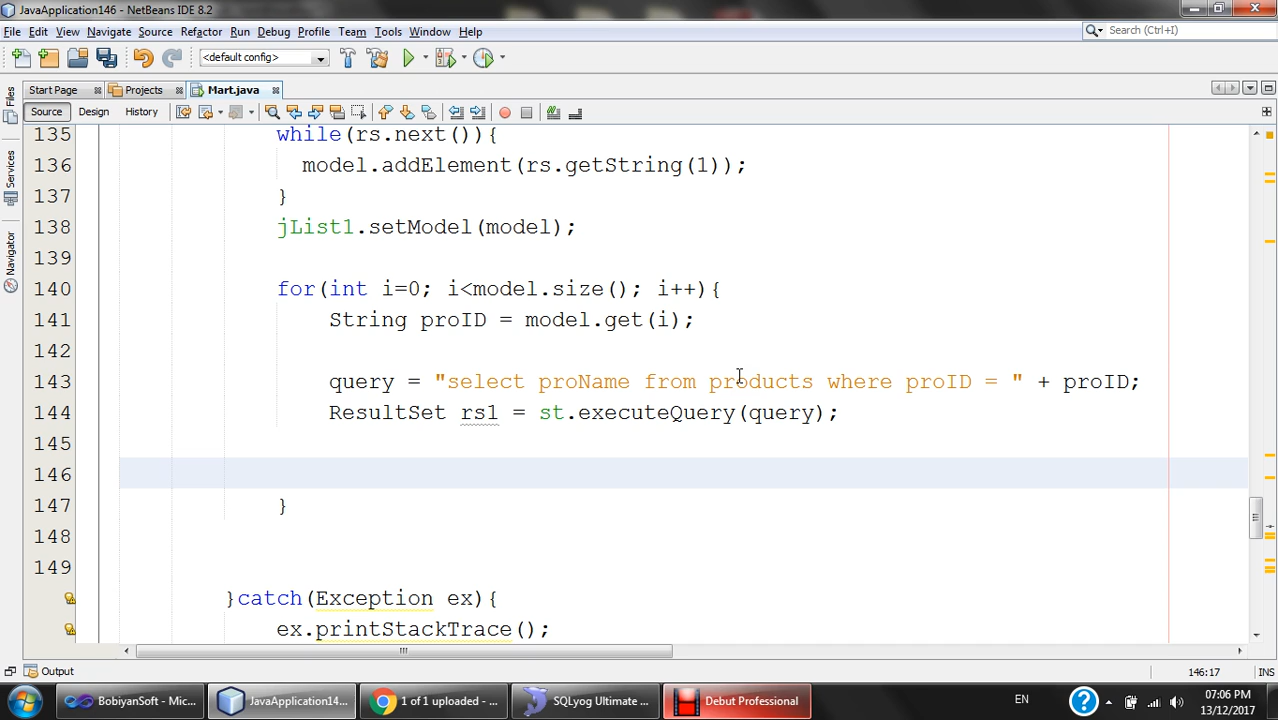 JavaApplication146 - NetBeans IDE 8.2
File Edit View Navigate Source Refactor Run Debug Profile Team Tools Window Help
Search (Ctrl+I)
<default config>
Start Page Projects Mart.java
Source Design History
Files
Services
Navigator
135 while(rs.next()){
136 model.addElement(rs.getString(1));
137 }
138 jList1.setModel(model);
139
140 for(int i=0; i<model.size(); i++){
141 String proID = model.get(i);
142
143 query = "select proName from products where proID = " + proID;
144 ResultSet rs1 = st.executeQuery(query);
145
146
147 }
148
149
}catch(Exception ex){
ex.printStackTrace();
Output
146:17 INS
BobiyanSoft - Mic... JavaApplication14... 1 of 1 uploaded - ... SQLyog Ultimate ... Debut Professional
EN
07:06 PM
13/12/2017